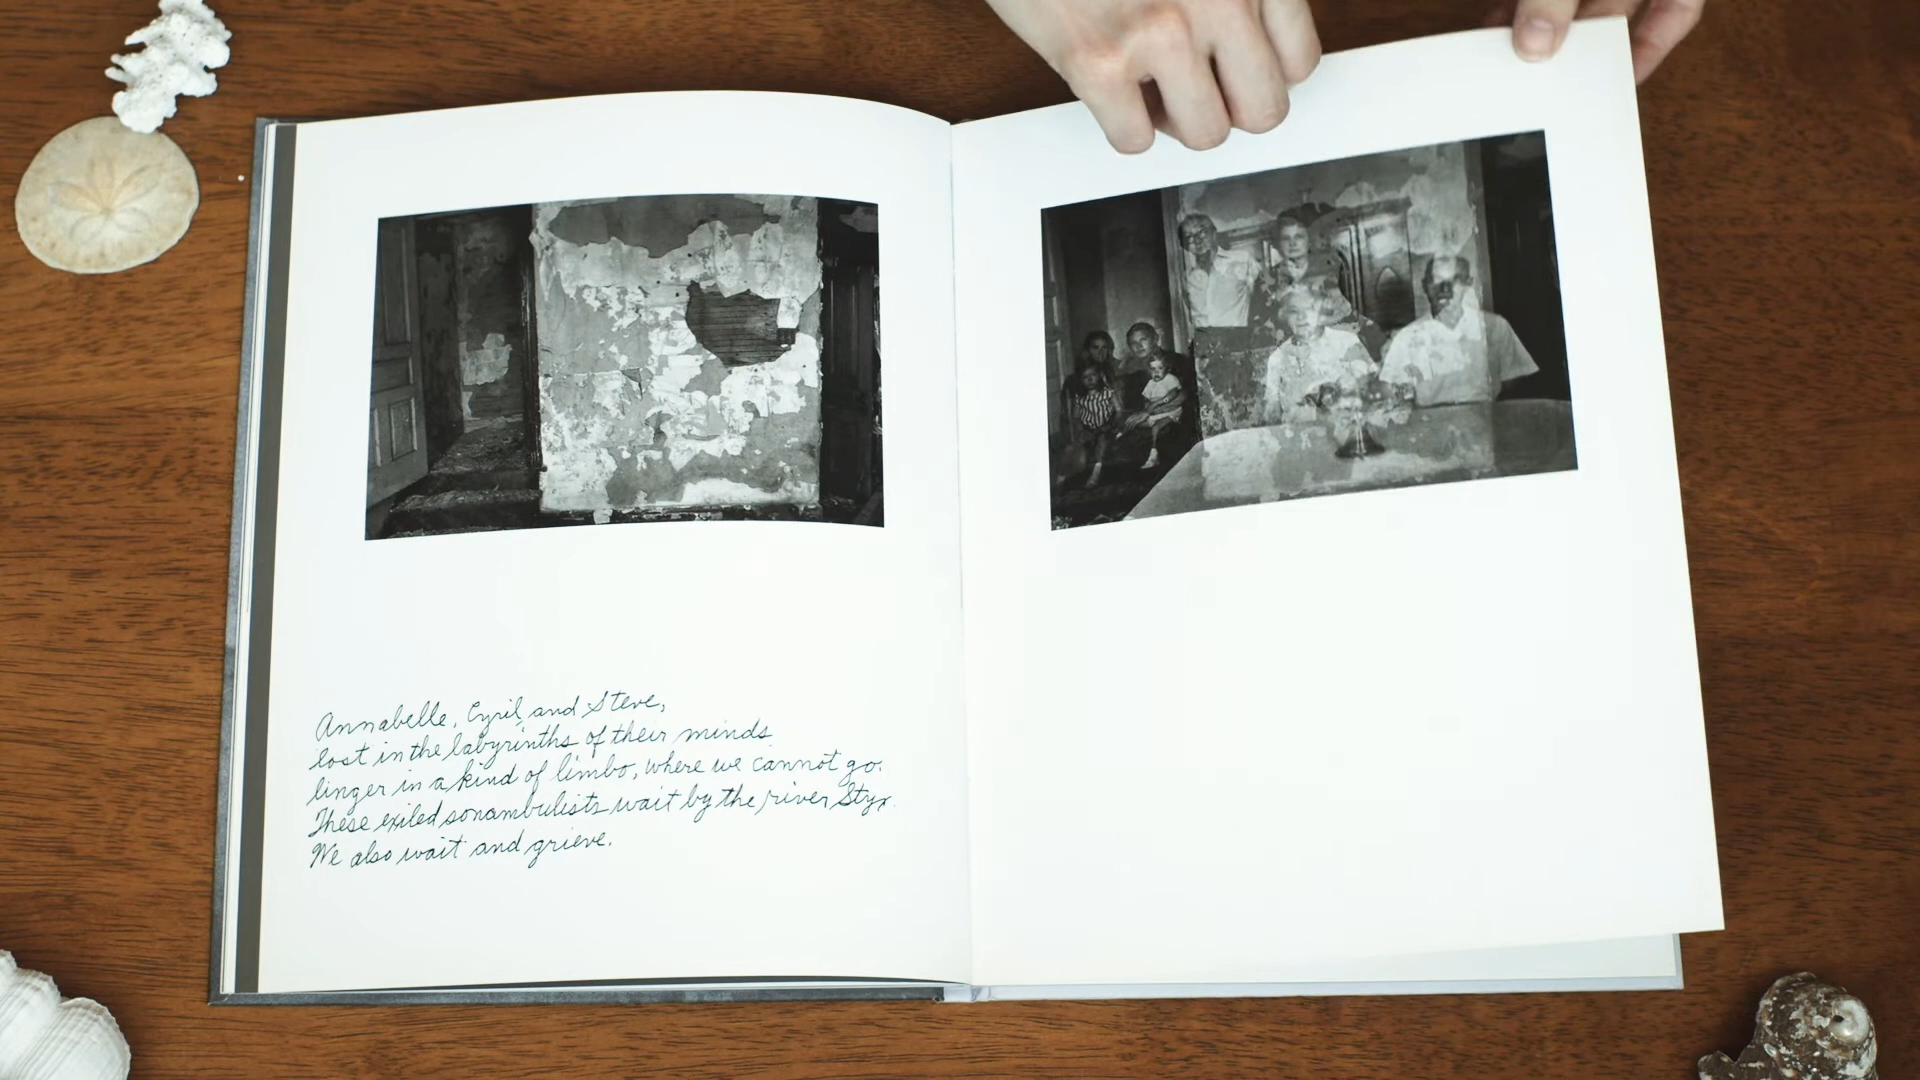 Annabelle, Cyril and Steve,
lost in the labyrinths of their minds
linger in a kind of limbo, where we cannot go.
These exiled sonambulists wait by the river Styx.
We also wait and grieve.